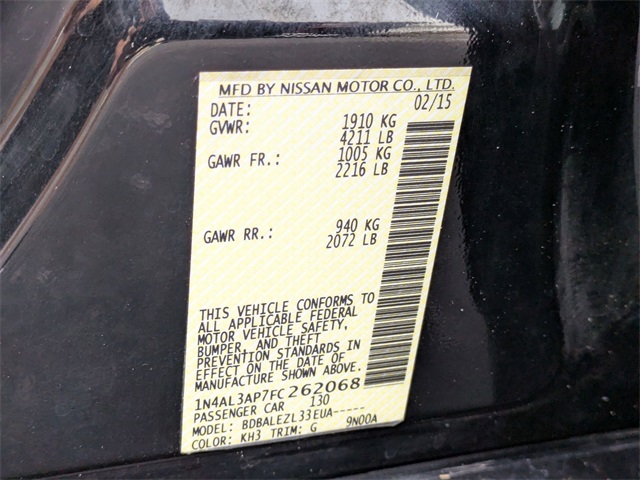 MFD BY NISSAN MOTOR CO., LTD.
DATE: 02/15
GVWR: 1910 KG
4211 LB
GAWR FR.: 1005 KG
2216 LB
GAWR RR.: 940 KG
2072 LB
THIS VEHICLE CONFORMS TO
ALL APPLICABLE FEDERAL
MOTOR VEHICLE SAFETY,
BUMPER, AND THEFT
PREVENTION STANDARDS IN
EFFECT ON THE DATE OF
MANUFACTURE SHOWN ABOVE.
1N4AL3AP7FC262068
PASSENGER CAR 130
MODEL: BDBALEZL33EUA-----
COLOR: KH3 TRIM: G 9N00A